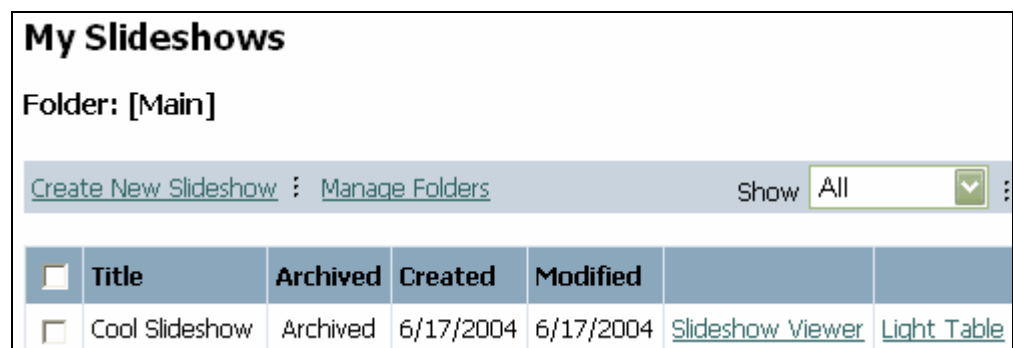 My Slideshows
Folder: [Main]
Create New Slideshow Manage Folders Show All
Title Archived Created Modified
Cool Slideshow Archived 6/17/2004 6/17/2004 Slideshow Viewer Light Table